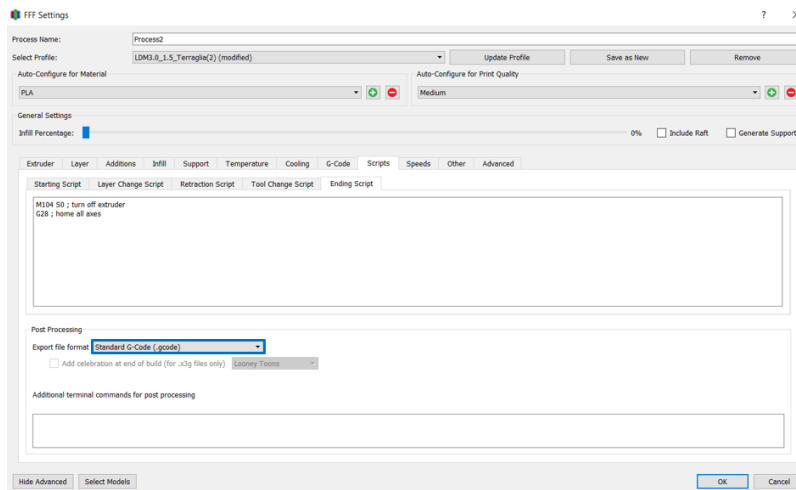 FFF Settings ?
Process Name: Process2
Select Profile: LDM3.0_1.5_Terraglia(2) (modified) Update Profile Save as New Remove
Auto-Configure for Material Auto-Configure for Print Quality
PLA Medium
General Settings
Infill Percentage: 0% Include Raft Generate Support
Extruder Layer Additions Infill Support Temperature Cooling G-Code Scripts Speeds Other Advanced
Starting Script Layer Change Script Retraction Script Tool Change Script Ending Script
M104 S0 ; turn off extruder
G28 ; home all axes
Post Processing
Export file format Standard G-Code (.gcode)
Add celebration at end of build (for .x3g files only) Looney Toons
Additional terminal commands for post processing
Hide Advanced Select Models OK Cancel